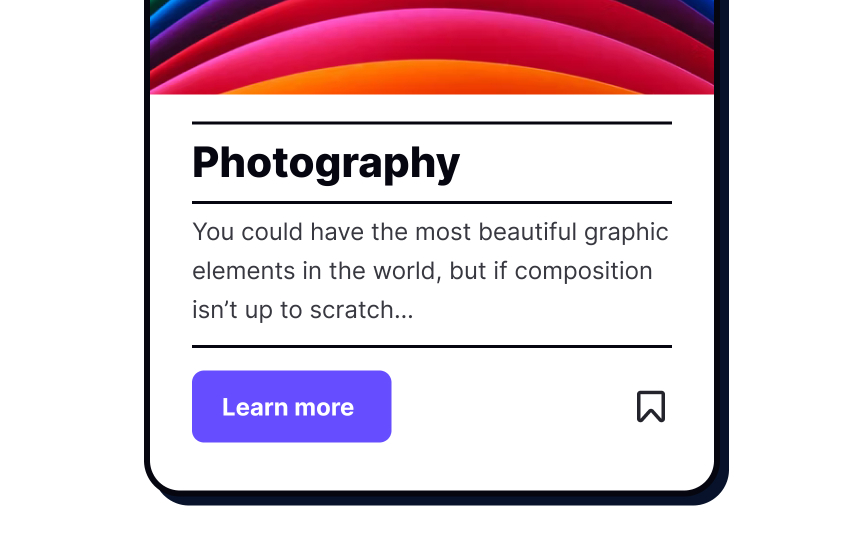 Photography
You could have the most beautiful graphic
elements in the world, but if composition
isn’t up to scratch...
Learn more